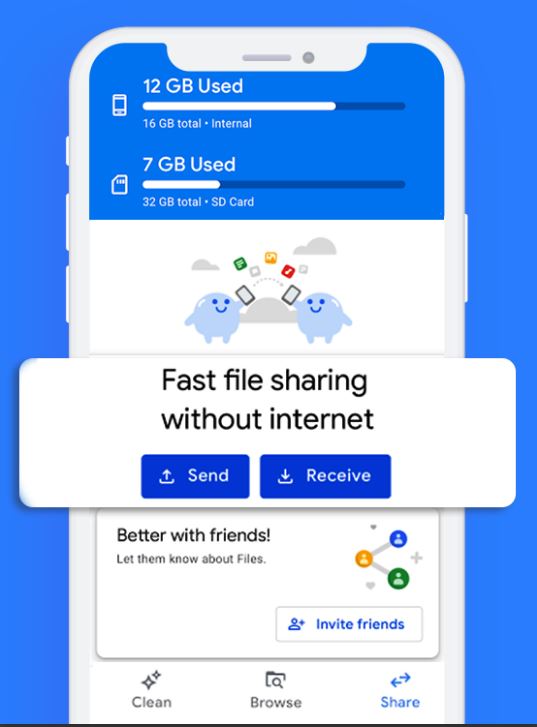 12 GB Used
16 GB total • Internal
7 GB Used
32 GB total • SD Card
Fast file sharing
without internet
Send
Receive
Better with friends!
Let them know about Files.
Invite friends
Clean
Browse
Share